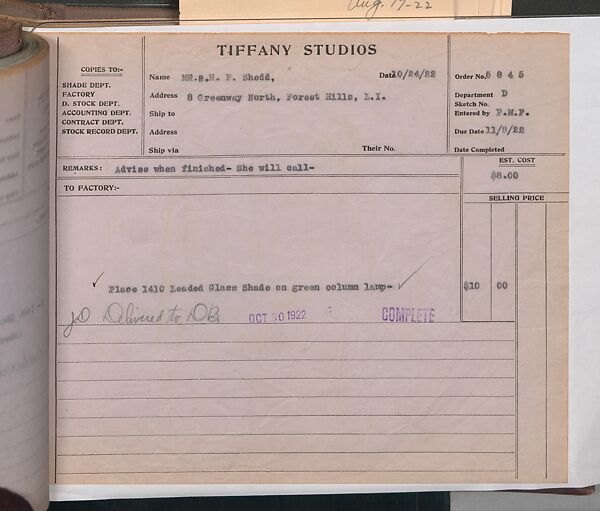 Aug. 17-22
TIFFANY STUDIOS
COPIES TO:-
SHADE DEPT.
FACTORY
D. STOCK DEPT.
ACCOUNTING DEPT.
CONTRACT DEPT.
STOCK RECORD DEPT.
Name MR.s.H. P. Shedd, Date 10/24/22
Address 8 Greenway North, Forest Hills, L.I.
Ship to
Address
Ship via Their No.
Order No. 5845
Department D
Sketch No.
Entered by F.M.F.
Due Date 11/8/22
Date Completed
REMARKS: Advise when finished- She will call-
EST. COST
$8.00
TO FACTORY:-
SELLING PRICE
Place 1410 Leaded Glass Shade on green column lamp- $10 00
JD Delivered to DB OCT 30 1922 COMPLETE